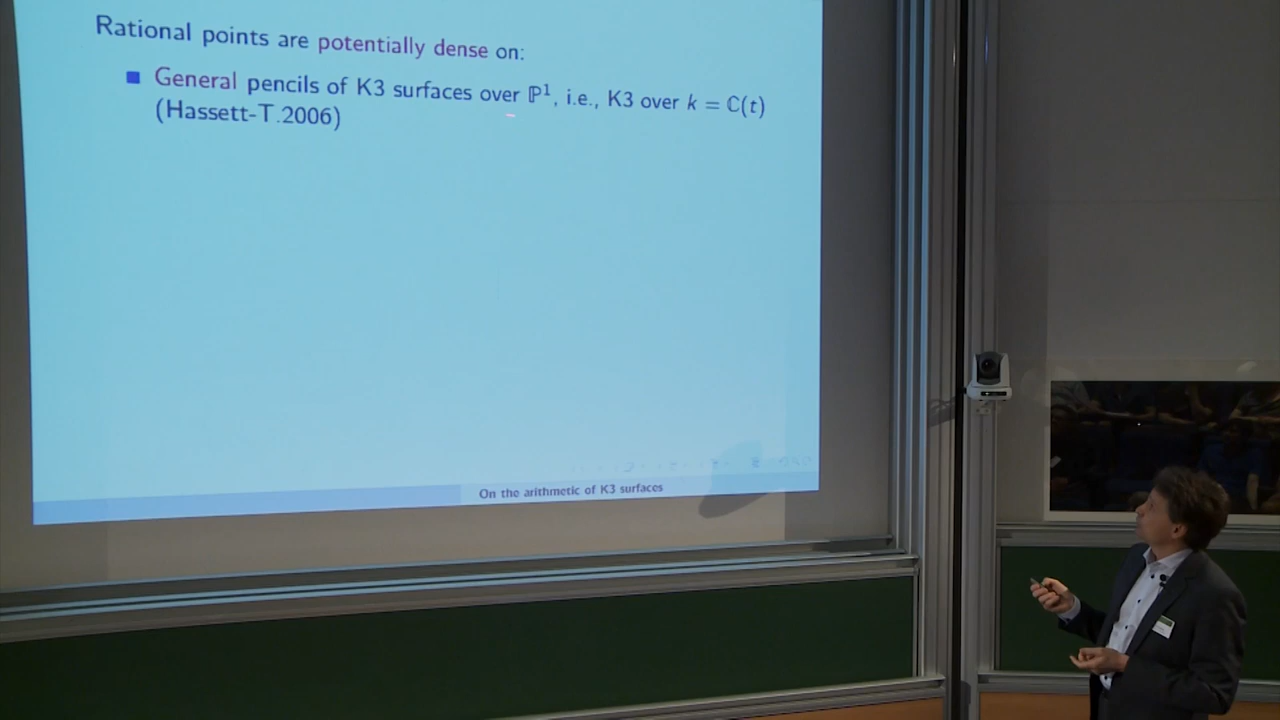 Rational points are potentially dense on:
General pencils of K3 surfaces over ℙ¹, i.e., K3 over k = ℂ(t)
(Hassett-T.2006)
On the arithmetic of K3 surfaces